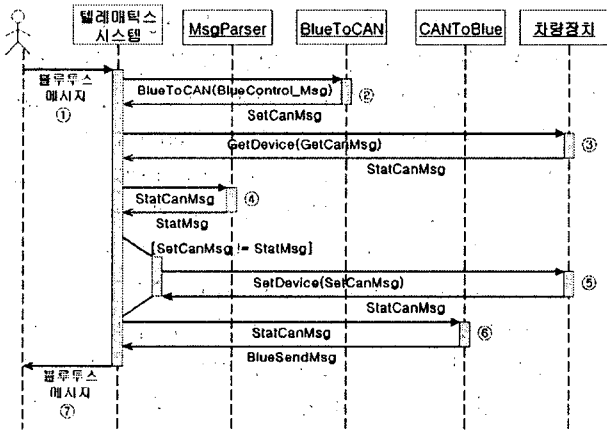 텔레매틱스
시스템
MsgParser
BlueToCAN
CANToBlue
차량장치
블루투스
메시지
①
BlueToCAN(BlueControl_Msg)
②
SetCanMsg
GetDevice(GetCanMsg)
③
StatCanMsg
StatCanMsg
④
StatMsg
[SetCanMsg != StatMsg]
SetDevice(SetCanMsg)
⑤
StatCanMsg
StatCanMsg
⑥
BlueSendMsg
블루투스
메시지
⑦